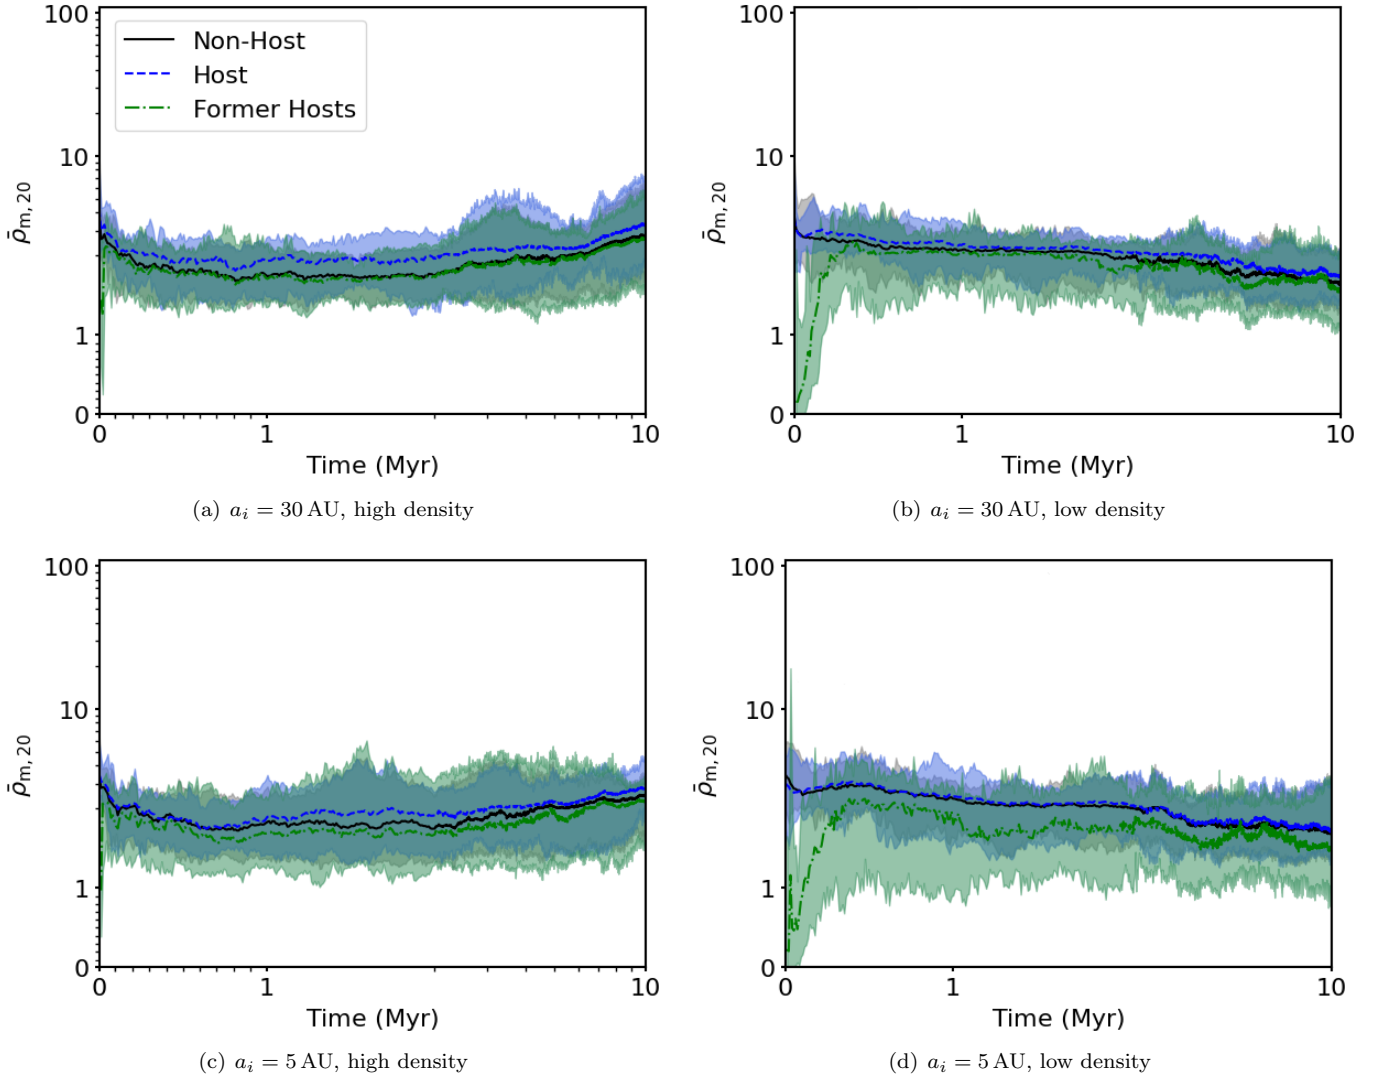 100
10
1
0
ρ̄m, 20
Non-Host
Host
Former Hosts
0 1 10
Time (Myr)
(a) ai = 30 AU, high density
100
10
1
0
ρ̄m, 20
0 1 10
Time (Myr)
(b) ai = 30 AU, low density
100
10
1
0
ρ̄m, 20
0 1 10
Time (Myr)
(c) ai = 5 AU, high density
100
10
1
0
ρ̄m, 20
0 1 10
Time (Myr)
(d) ai = 5 AU, low density